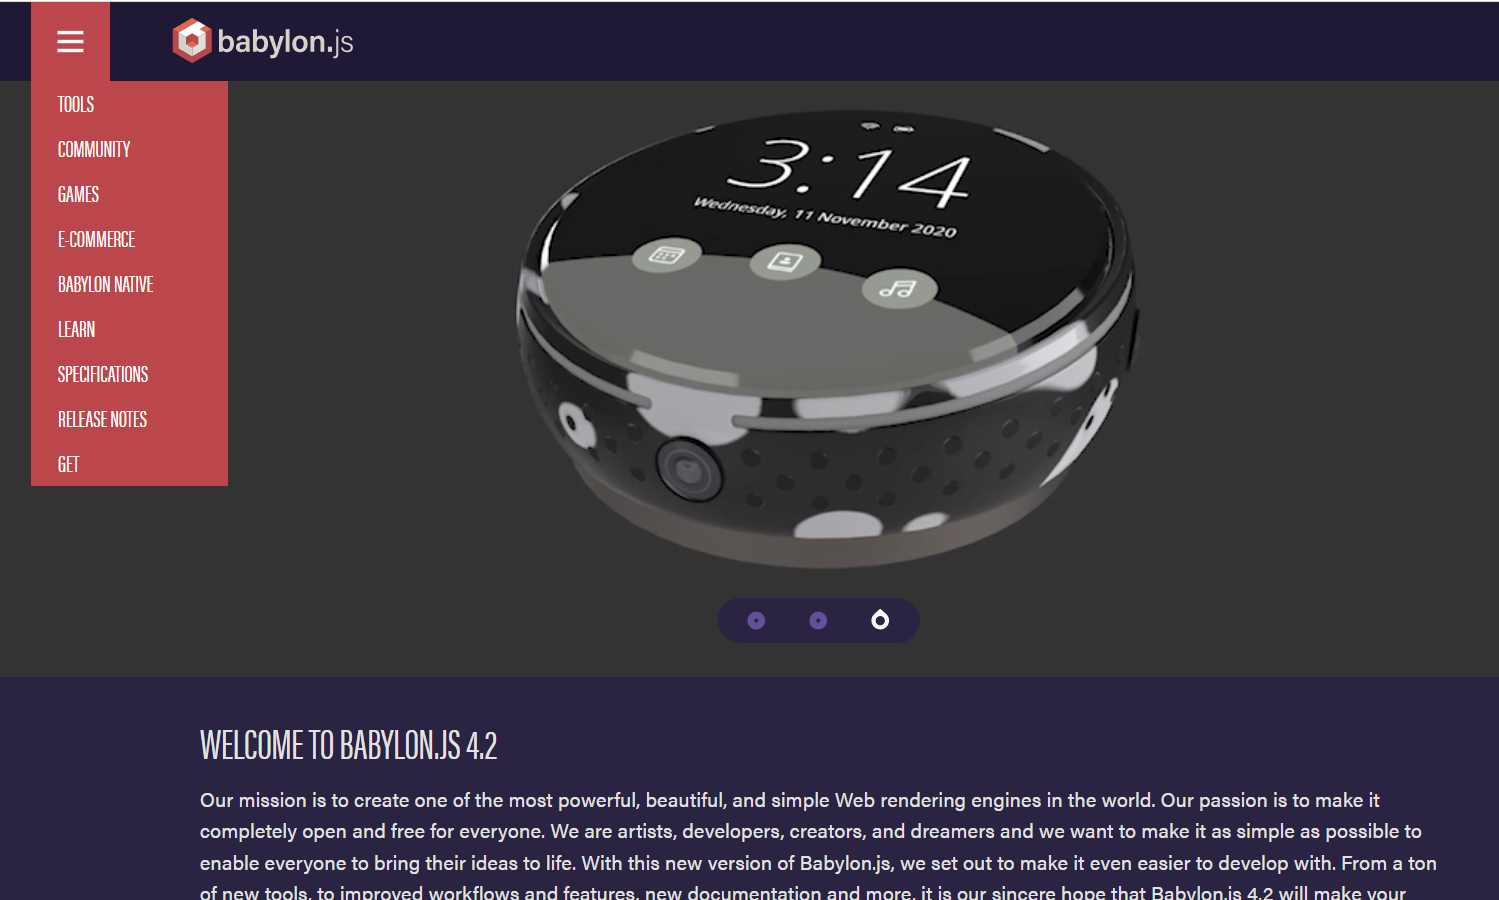 babylon.js
TOOLS
COMMUNITY
GAMES
E-COMMERCE
BABYLON NATIVE
LEARN
SPECIFICATIONS
RELEASE NOTES
GET
3:14
Wednesday, 11 November 2020
WELCOME TO BABYLON.JS 4.2
Our mission is to create one of the most powerful, beautiful, and simple Web rendering engines in the world. Our passion is to make it
completely open and free for everyone. We are artists, developers, creators, and dreamers and we want to make it as simple as possible to
enable everyone to bring their ideas to life. With this new version of Babylon.js, we set out to make it even easier to develop with. From a ton
of new tools, to improved workflows and features, new documentation and more, it is our sincere hope that Babylon.js 4.2 will make your